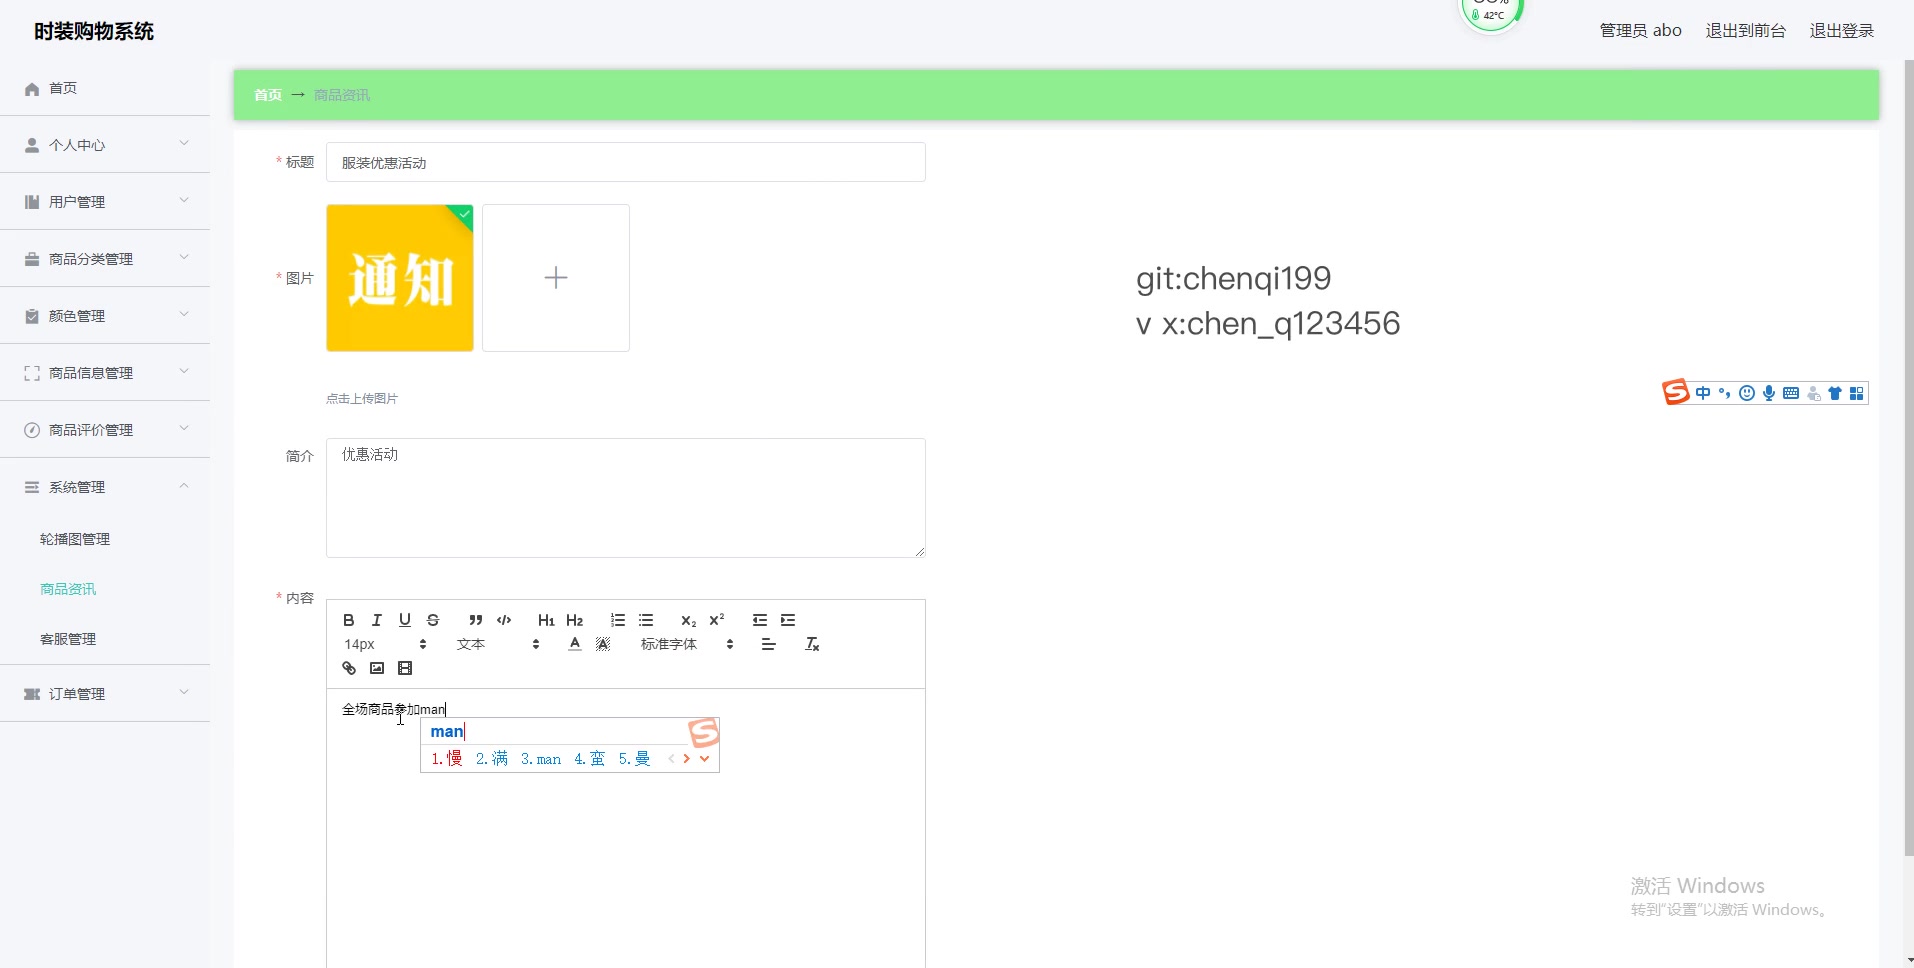 时装购物系统
42°C
管理员 abo 退出到前台 退出登录
首页
个人中心
用户管理
商品分类管理
颜色管理
商品信息管理
商品评价管理
系统管理
轮播图管理
商品资讯
客服管理
订单管理
首页 → 商品资讯
* 标题 服装优惠活动
* 图片 通知
点击上传图片
简介 优惠活动
* 内容
B I U S H1 H2 X2 X2
14px 文本 A A 标准字体 Tx
全场商品参加man
man
1.慢 2.满 3.man 4.蛮 5.曼
git:chenqi199
v x:chen_q123456
S 中
激活 Windows
转到"设置"以激活 Windows。